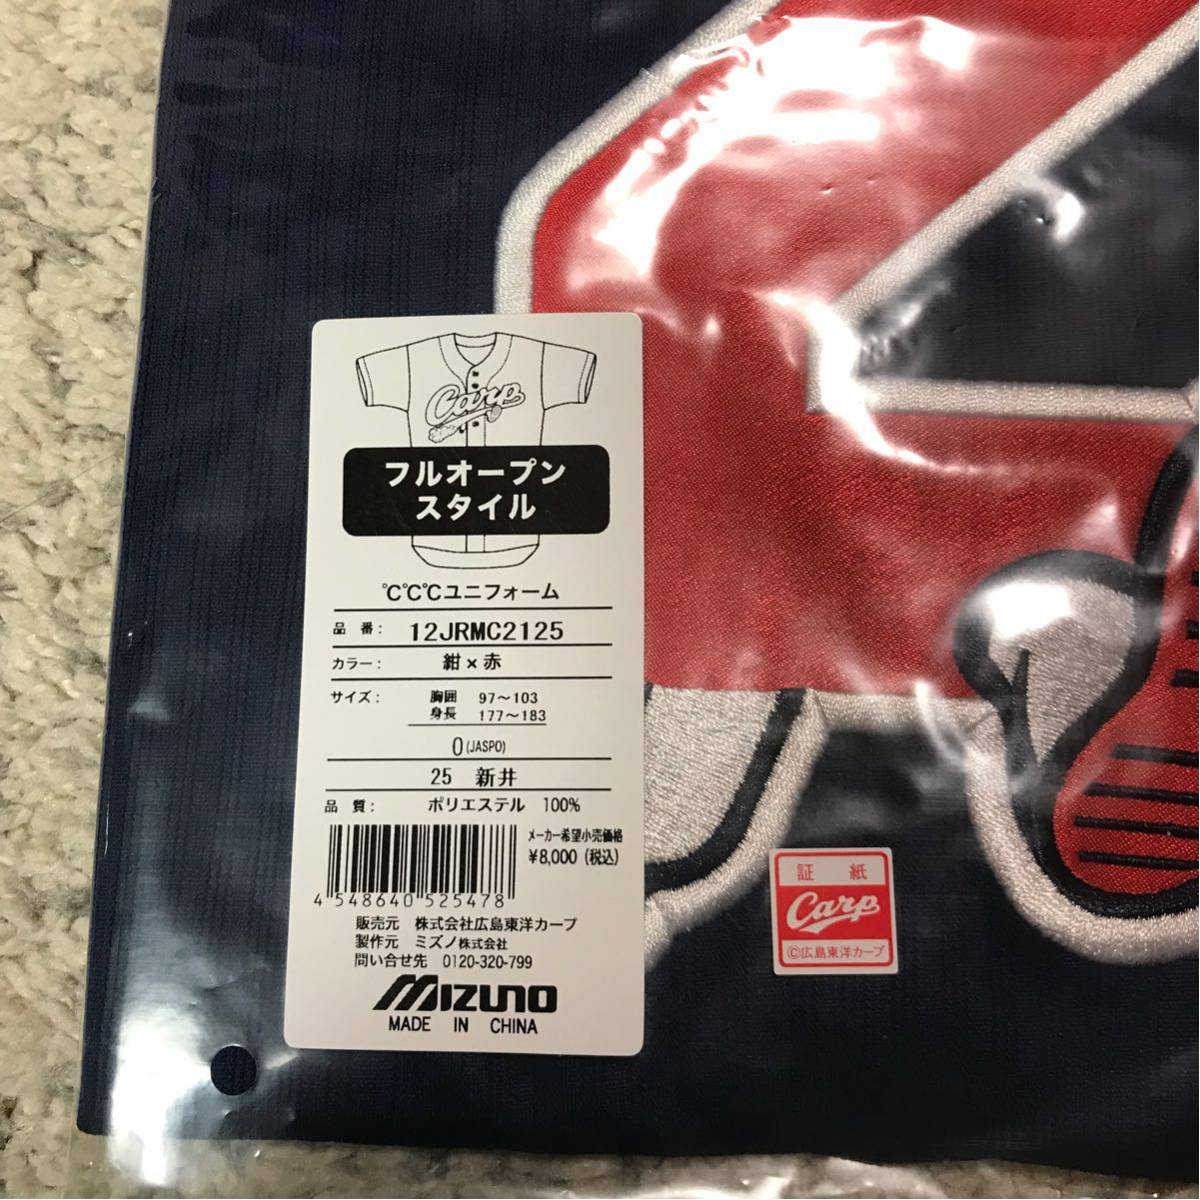 Carp
フルオープン
スタイル
℃℃℃ユニフォーム
品番: 12JRMC2125
カラー: 紺×赤
サイズ: 胸囲 97〜103
身長 177〜183
O(JASPO)
25 新井
品質: ポリエステル 100%
メーカー希望小売価格
¥8,000 (税込)
4 548640 525478
販売元 株式会社広島東洋カープ
製作元 ミズノ株式会社
問い合せ先 0120-320-799
MIZUNO
MADE IN CHINA
証紙
Carp
©広島東洋カープ